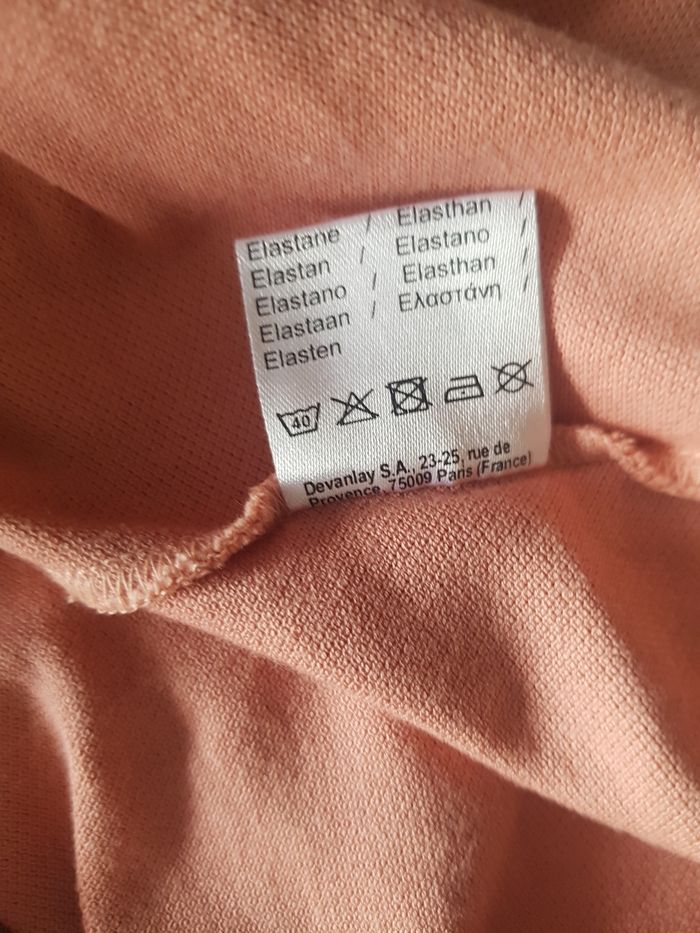 Elastane / Elasthan /
Elastan / Elastano /
Elastano / Elasthan /
Elastaan / Ελαστάνη /
Elasten
40
Devanlay S.A., 23-25, rue de
Provence, 75009 Paris (France)